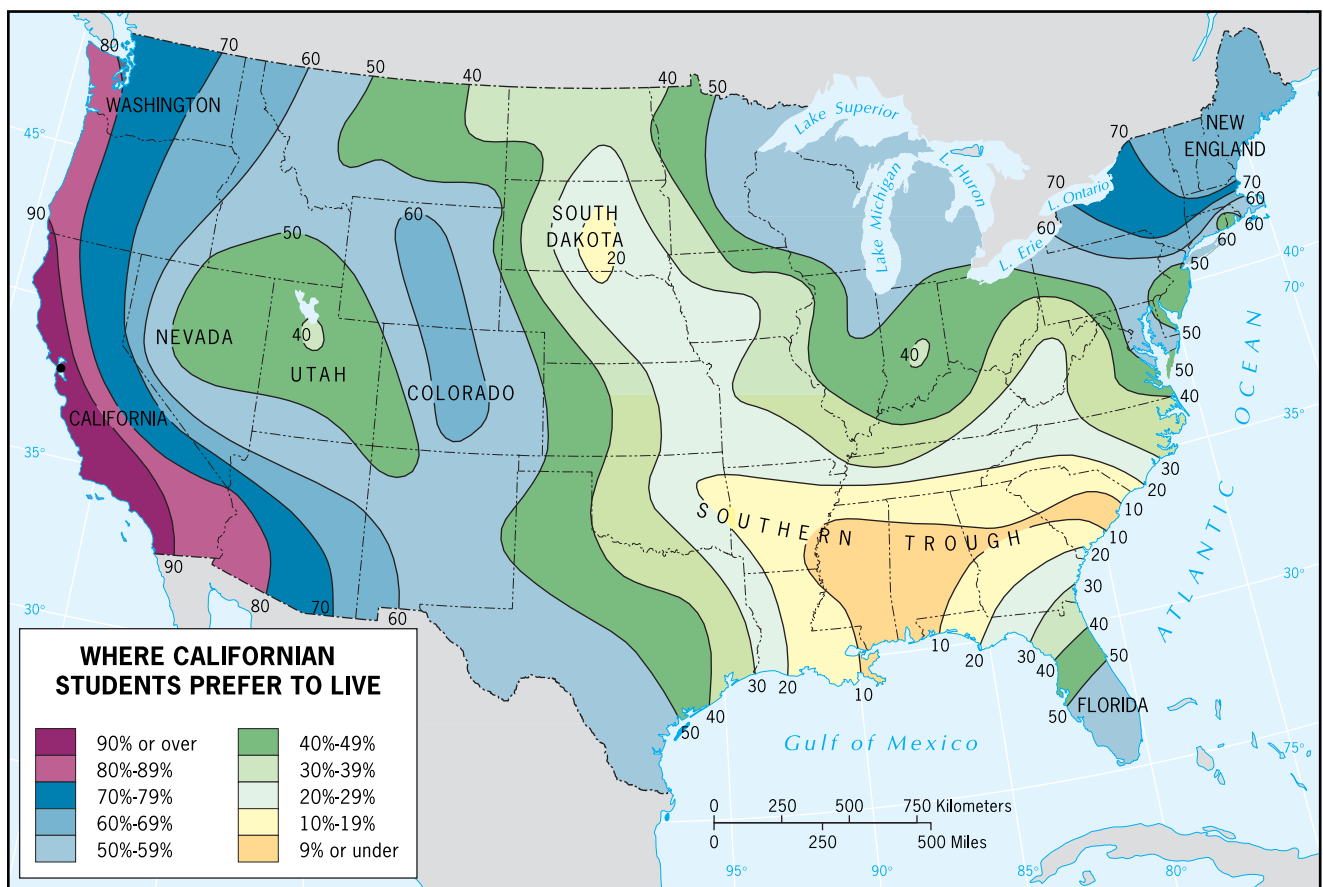 80
70
60
50
40
40
50
WASHINGTON
45°
Lake Superior
70
NEW
ENGLAND
L. Huron
Lake Michigan
L. Ontario
70
70
60
60
60
60
L. Erie
90
60
50
SOUTH
DAKOTA
20
40°
50
70°
NEVADA
40
UTAH
COLORADO
40
50
50
40
CALIFORNIA
35°
35°
30
20
10
10
20
SOUTHERN TROUGH
OCEAN
ATLANTIC
90
80
70
60
30°
30°
30
40
50
10
20
30
40
50
30
20
10
40
50
FLORIDA
Gulf of Mexico
75°
WHERE CALIFORNIAN
STUDENTS PREFER TO LIVE
90% or over
80%-89%
70%-79%
60%-69%
50%-59%
40%-49%
30%-39%
20%-29%
10%-19%
9% or under
0 250 500 750 Kilometers
0 250 500 Miles
95°
90°
85°
80°